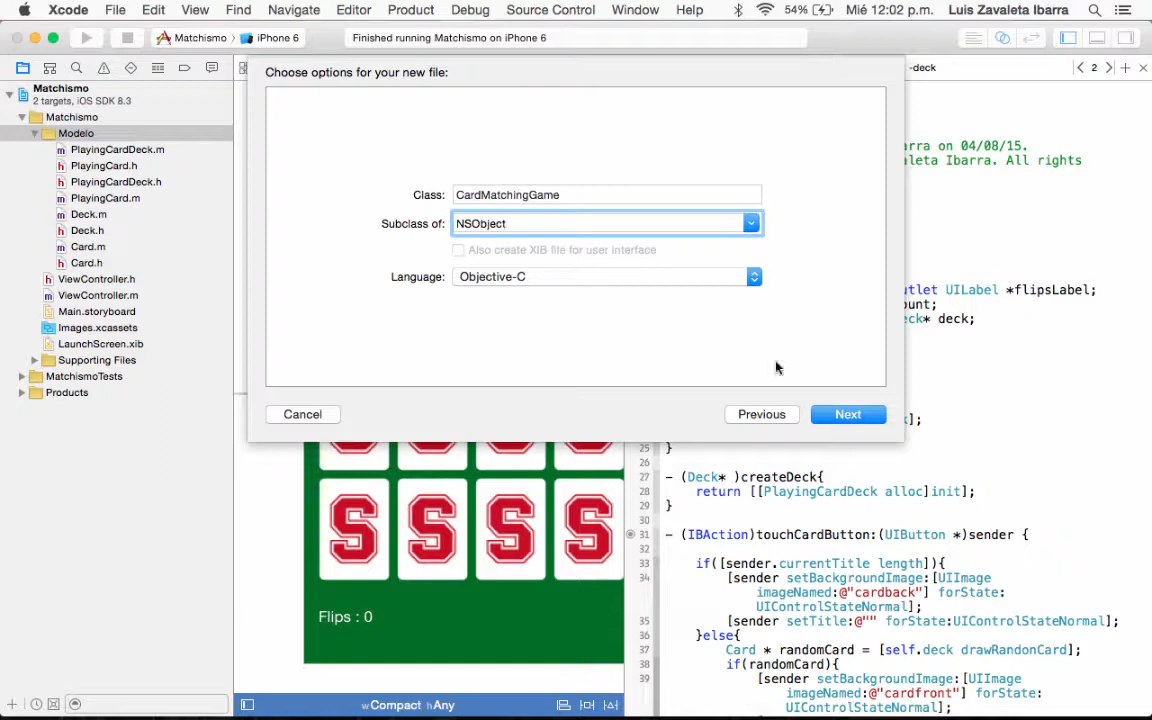 Xcode File Edit View Find Navigate Editor Product Debug Source Control Window Help 54% Mié 12:02 p.m. Luis Zavaleta Ibarra
Matchismo iPhone 6 Finished running Matchismo on iPhone 6
Choose options for your new file:
-deck 2
Matchismo
2 targets, iOS SDK 8.3
Matchismo
Modelo
PlayingCardDeck.m
PlayingCard.h
PlayingCardDeck.h
PlayingCard.m
Deck.m
Deck.h
Card.m
Card.h
ViewController.h
ViewController.m
Main.storyboard
Images.xcassets
LaunchScreen.xib
Supporting Files
MatchismoTests
Products
Class: CardMatchingGame
Subclass of: NSObject
Also create XIB file for user interface
Language: Objective-C
Cancel Previous Next
arra on 04/08/15.
aleta Ibarra. All rights
utlet UILabel *flipsLabel;
ount;
eck* deck;
k];
25 }
26
27 - (Deck* )createDeck{
28 return [[PlayingCardDeck alloc]init];
29 }
30
31 - (IBAction)touchCardButton:(UIButton *)sender {
32
33 if([sender.currentTitle length]){
34 [sender setBackgroundImage:[UIImage
imageNamed:@"cardback"] forState:
UIControlStateNormal];
35 [sender setTitle:@"" forState:UIControlStateNormal];
36 }else{
37 Card * randomCard = [self.deck drawRandonCard];
38 if(randomCard){
39 [sender setBackgroundImage:[UIImage
imageNamed:@"cardfront"] forState:
UIControlStateNormal];
S S S S
Flips : 0
wCompact hAny